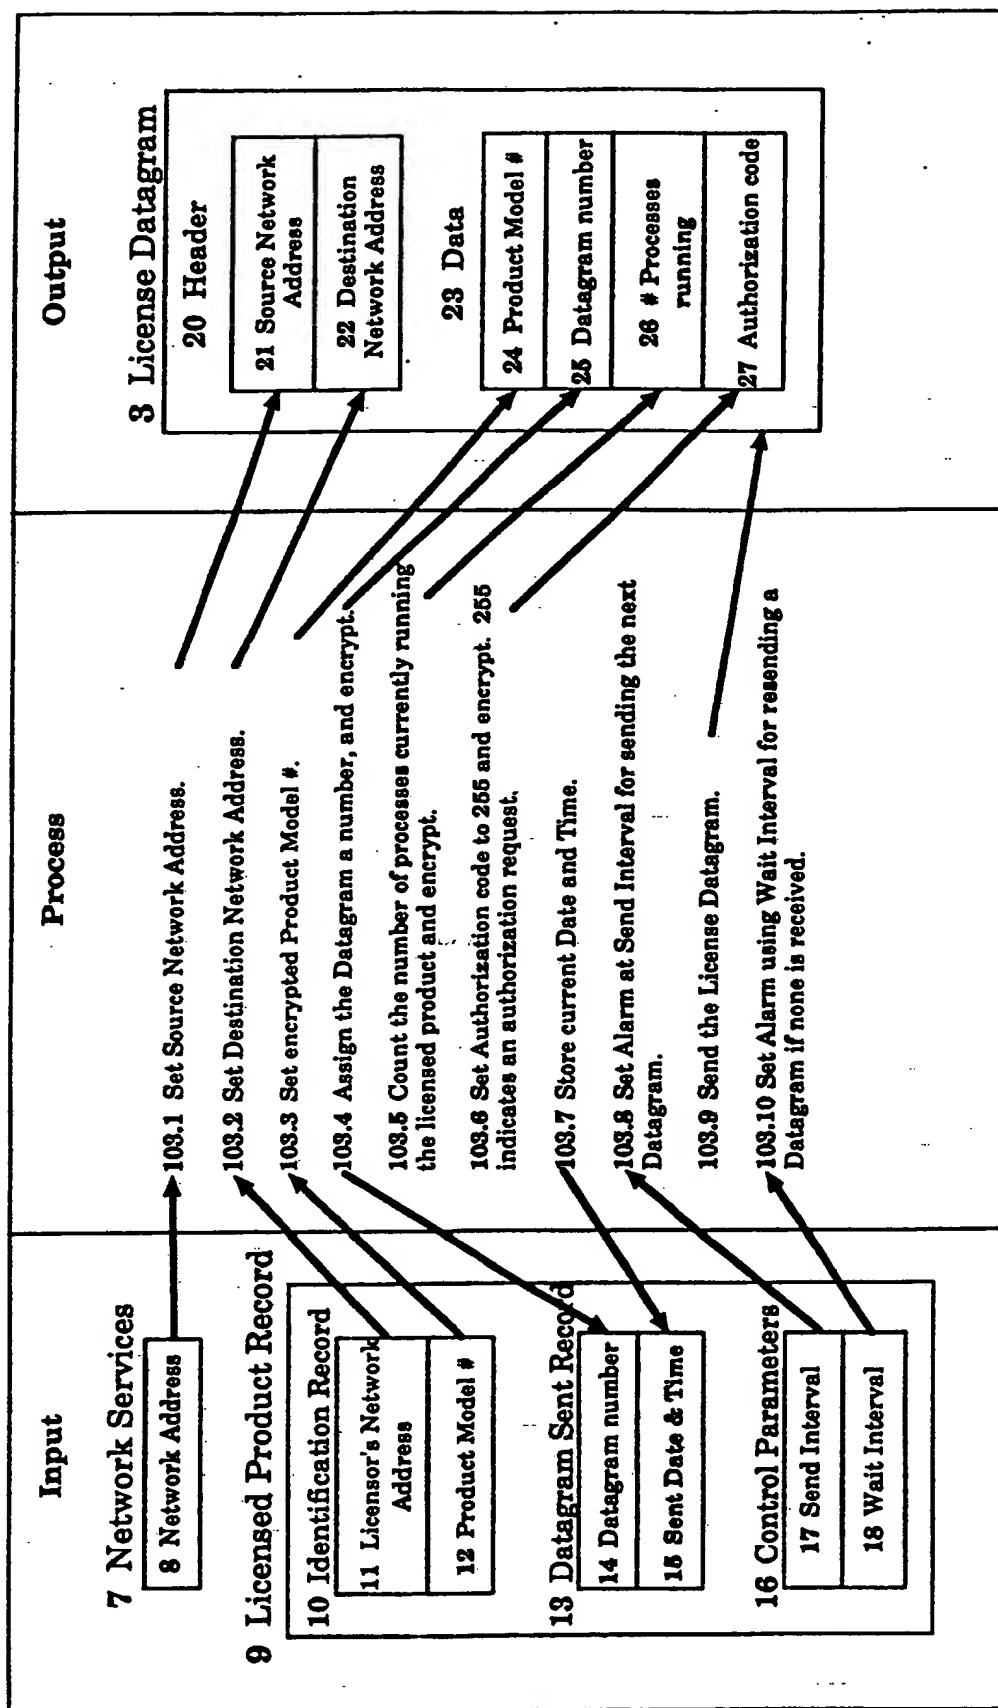 Input
7 Network Services
8 Network Address
9 Licensed Product Record
10 Identification Record
11 Licensor's Network
Address
12 Product Model #
13 Datagram Sent Record
14 Datagram number
15 Sent Date & Time
16 Control Parameters
17 Send Interval
18 Wait Interval
Process
103.1 Set Source Network Address.
103.2 Set Destination Network Address.
103.3 Set encrypted Product Model #.
103.4 Assign the Datagram a number, and encrypt.
103.5 Count the number of processes currently running
the licensed product and encrypt.
103.6 Set Authorization code to 255 and encrypt. 255
indicates an authorization request.
103.7 Store current Date and Time.
103.8 Set Alarm at Send Interval for sending the next
Datagram.
103.9 Send the License Datagram.
103.10 Set Alarm using Wait Interval for resending a
Datagram if none is received.
Output
3 License Datagram
20 Header
21 Source Network
Address
22 Destination
Network Address
23 Data
24 Product Model #
25 Datagram number
26 # Processes
running
27 Authorization code